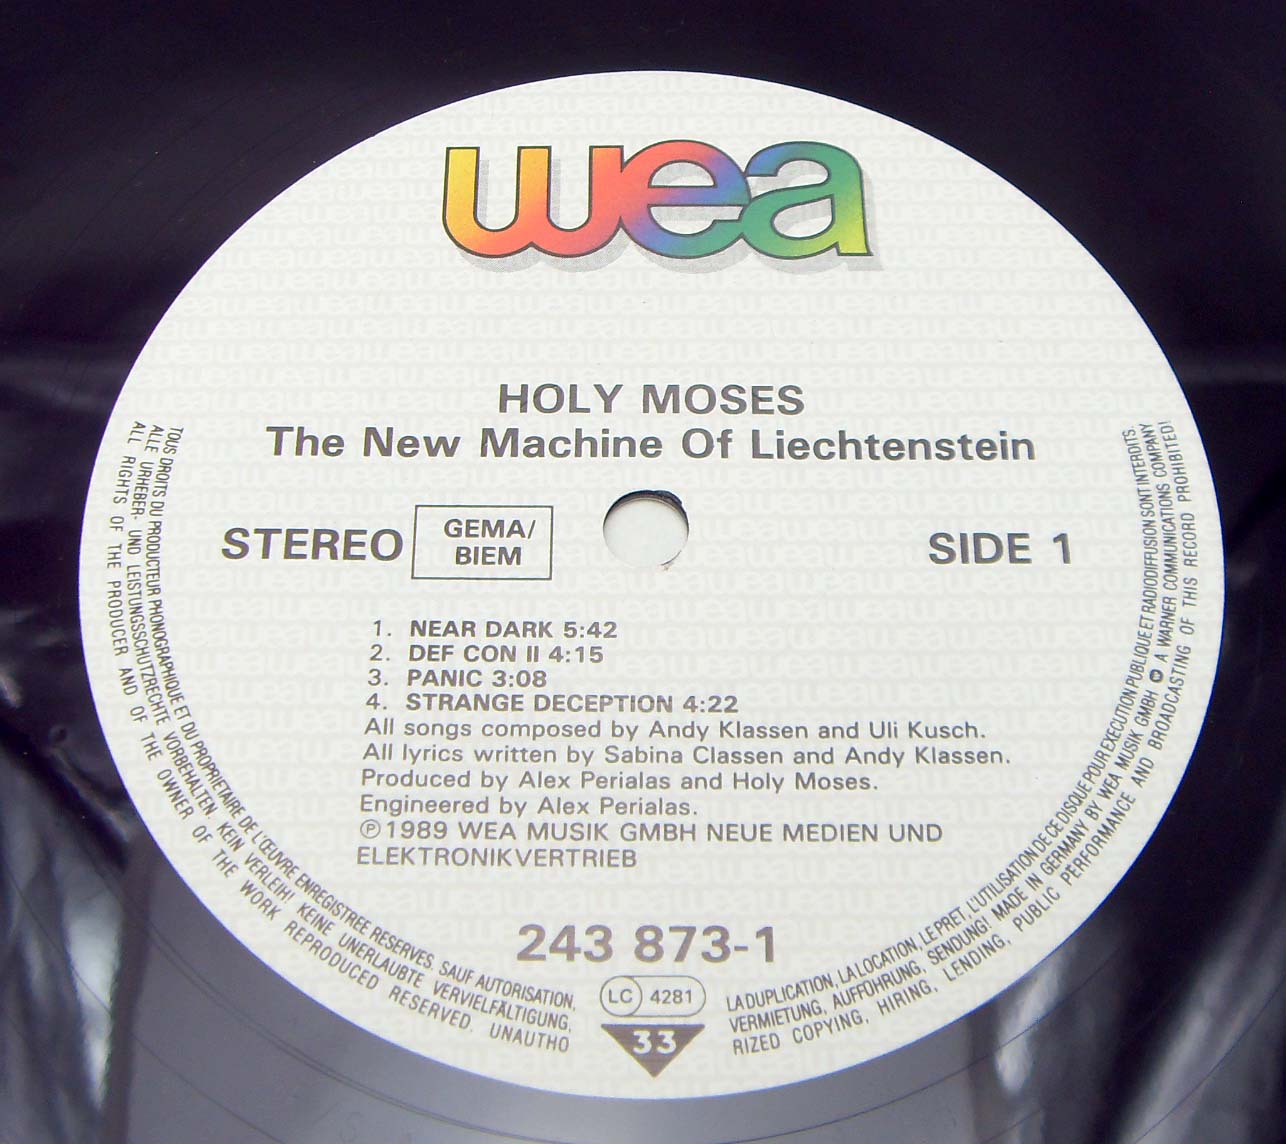 wea
HOLY MOSES
The New Machine Of Liechtenstein
STEREO
GEMA/
BIEM
SIDE 1
1. NEAR DARK 5:42
2. DEF CON II 4:15
3. PANIC 3:08
4. STRANGE DECEPTION 4:22
All songs composed by Andy Klassen and Uli Kusch.
All lyrics written by Sabina Classen and Andy Klassen.
Produced by Alex Perialas and Holy Moses.
Engineered by Alex Perialas.
℗1989 WEA MUSIK GMBH NEUE MEDIEN UND
ELEKTRONIKVERTRIEB
243 873-1
LC 4281
33
TOUS DROITS DU PRODUCTEUR PHONOGRAPHIQUE ET DU PROPRIETAIRE DE L'ŒUVRE ENREGISTREE RESERVES. SAUF AUTORISATION,
LA DUPLICATION, LA LOCATION, LE PRET, L'UTILISATION DE CE DISQUE POUR EXECUTION PUBLIQUE ET RADIODIFFUSION SONT INTERDITS.
ALLE URHEBER- UND LEISTUNGSSCHUTZRECHTE VORBEHALTEN. KEIN VERLEIH! KEINE UNERLAUBTE VERVIELFÄLTIGUNG,
VERMIETUNG, AUFFÜHRUNG, SENDUNG! MADE IN GERMANY BY WEA MUSIK GMBH A WARNER COMMUNICATIONS COMPANY
ALL RIGHTS OF THE PRODUCER AND OF THE OWNER OF THE WORK REPRODUCED RESERVED. UNAUTHO
RIZED COPYING, HIRING, LENDING, PUBLIC PERFORMANCE AND BROADCASTING OF THIS RECORD PROHIBITED!